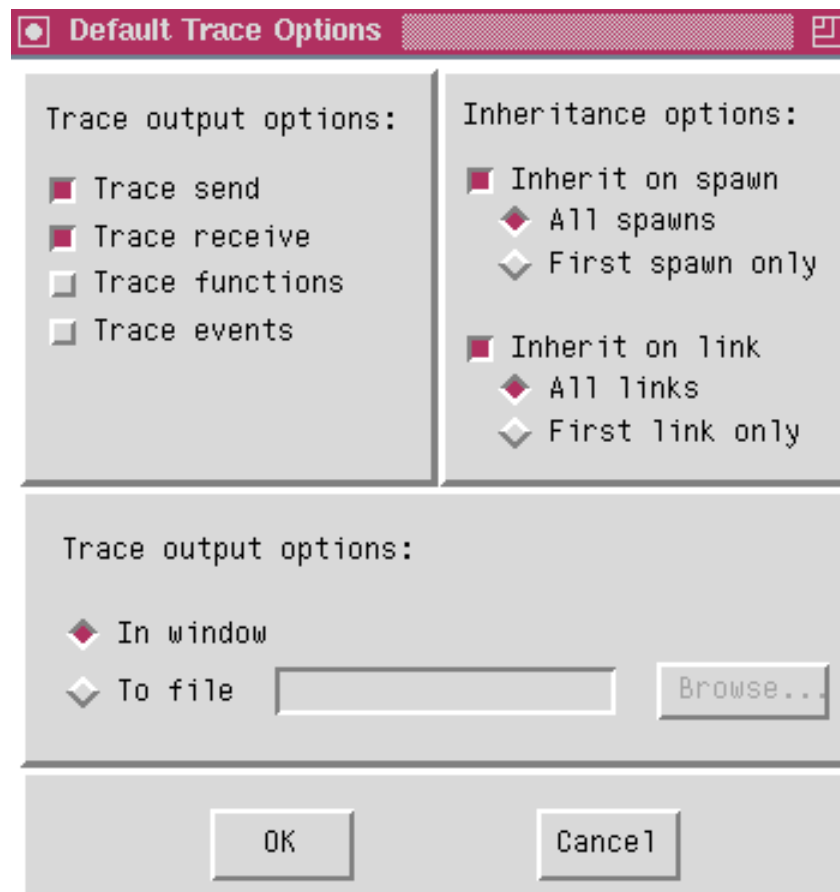 Default Trace Options
Trace output options:
Trace send
Trace receive
Trace functions
Trace events
Inheritance options:
Inherit on spawn
All spawns
First spawn only
Inherit on link
All links
First link only
Trace output options:
In window
To file
Browse...
OK
Cancel